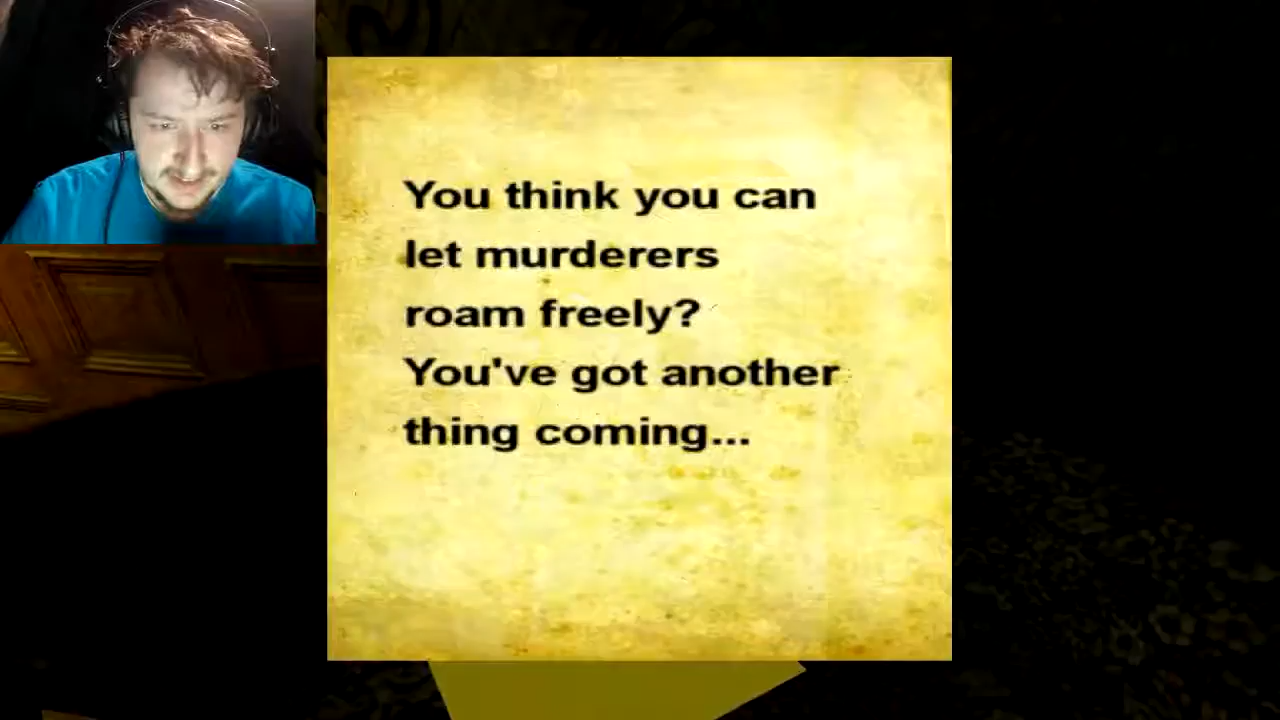 You think you can
let murderers
roam freely?
You've got another
thing coming...